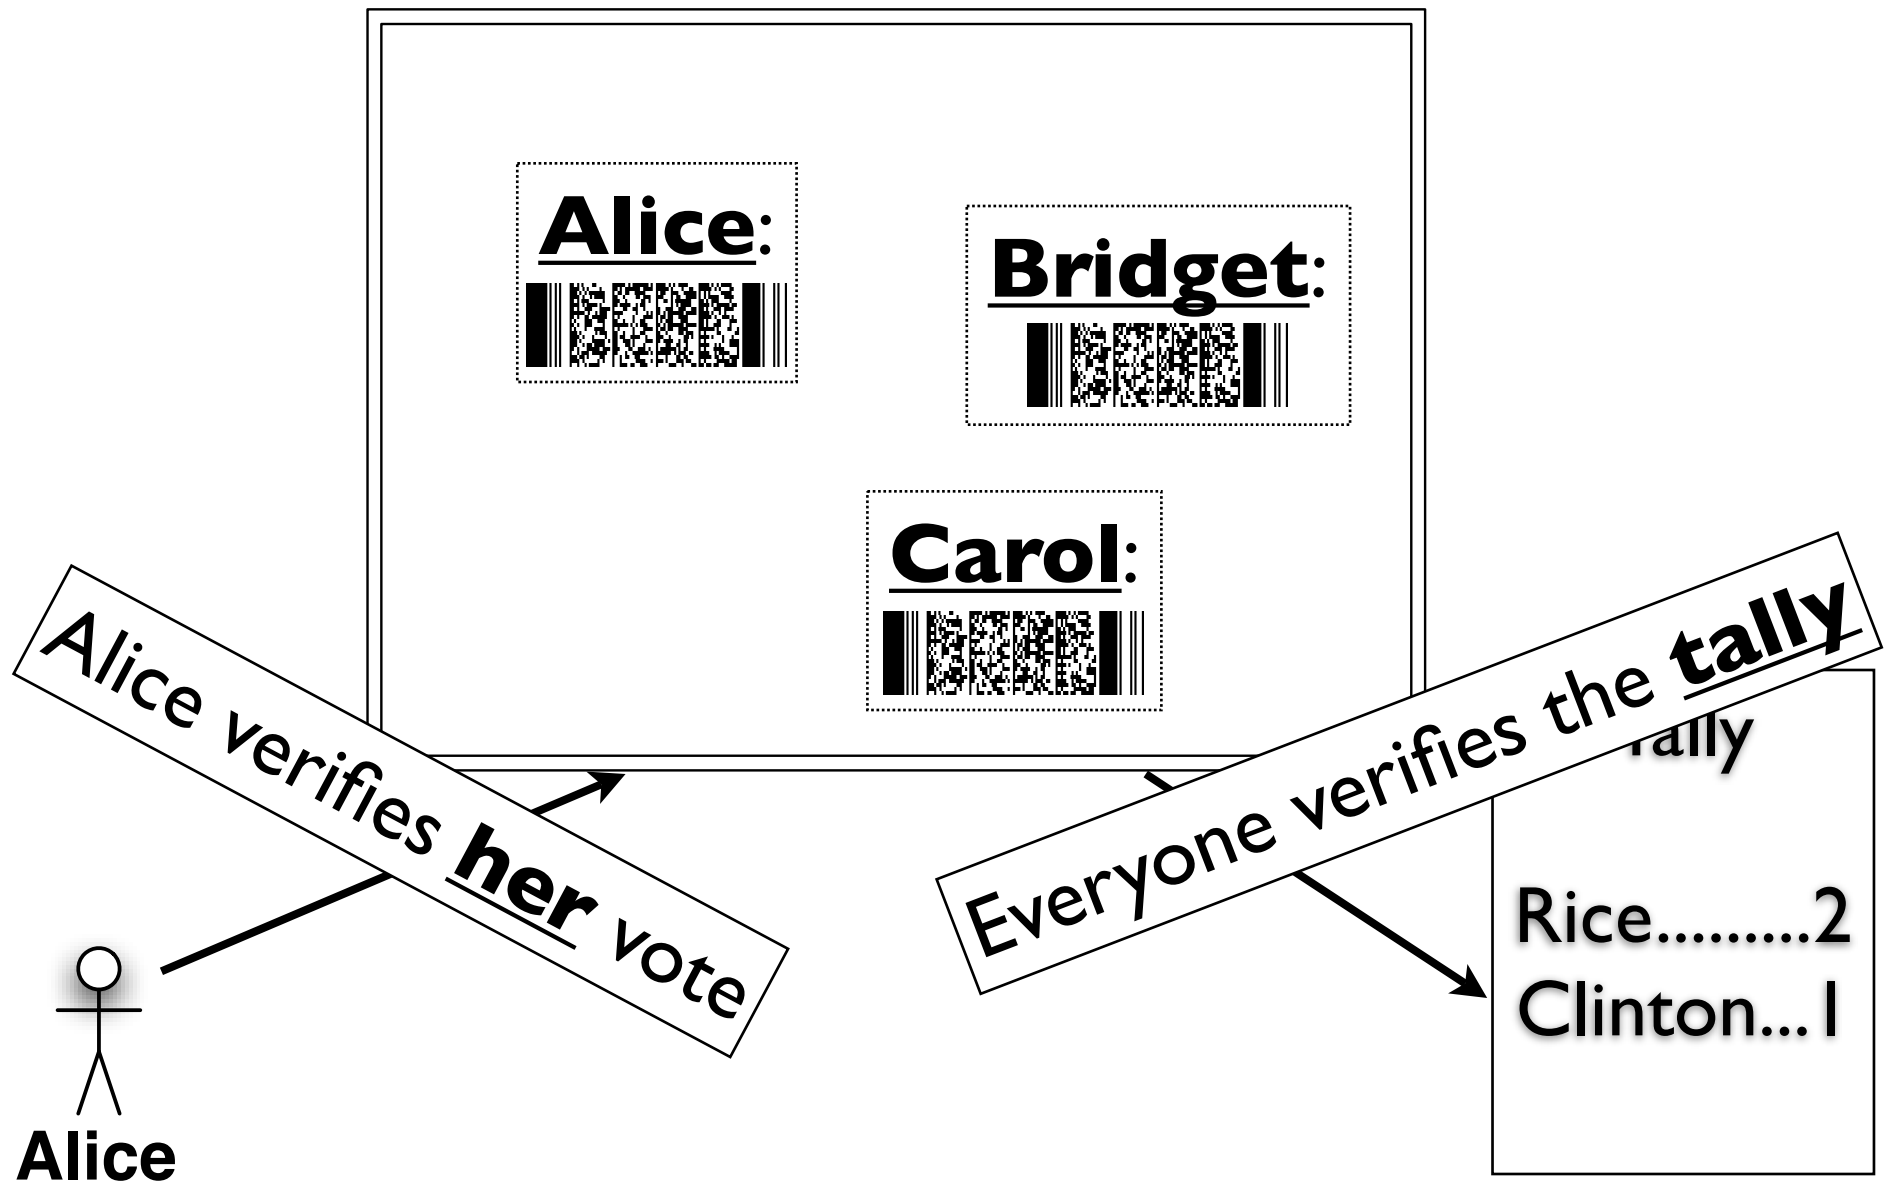 Alice:
Bridget:
Carol:
Alice verifies her vote
Everyone verifies the tally
Tally
Rice.........2
Clinton...1
Alice